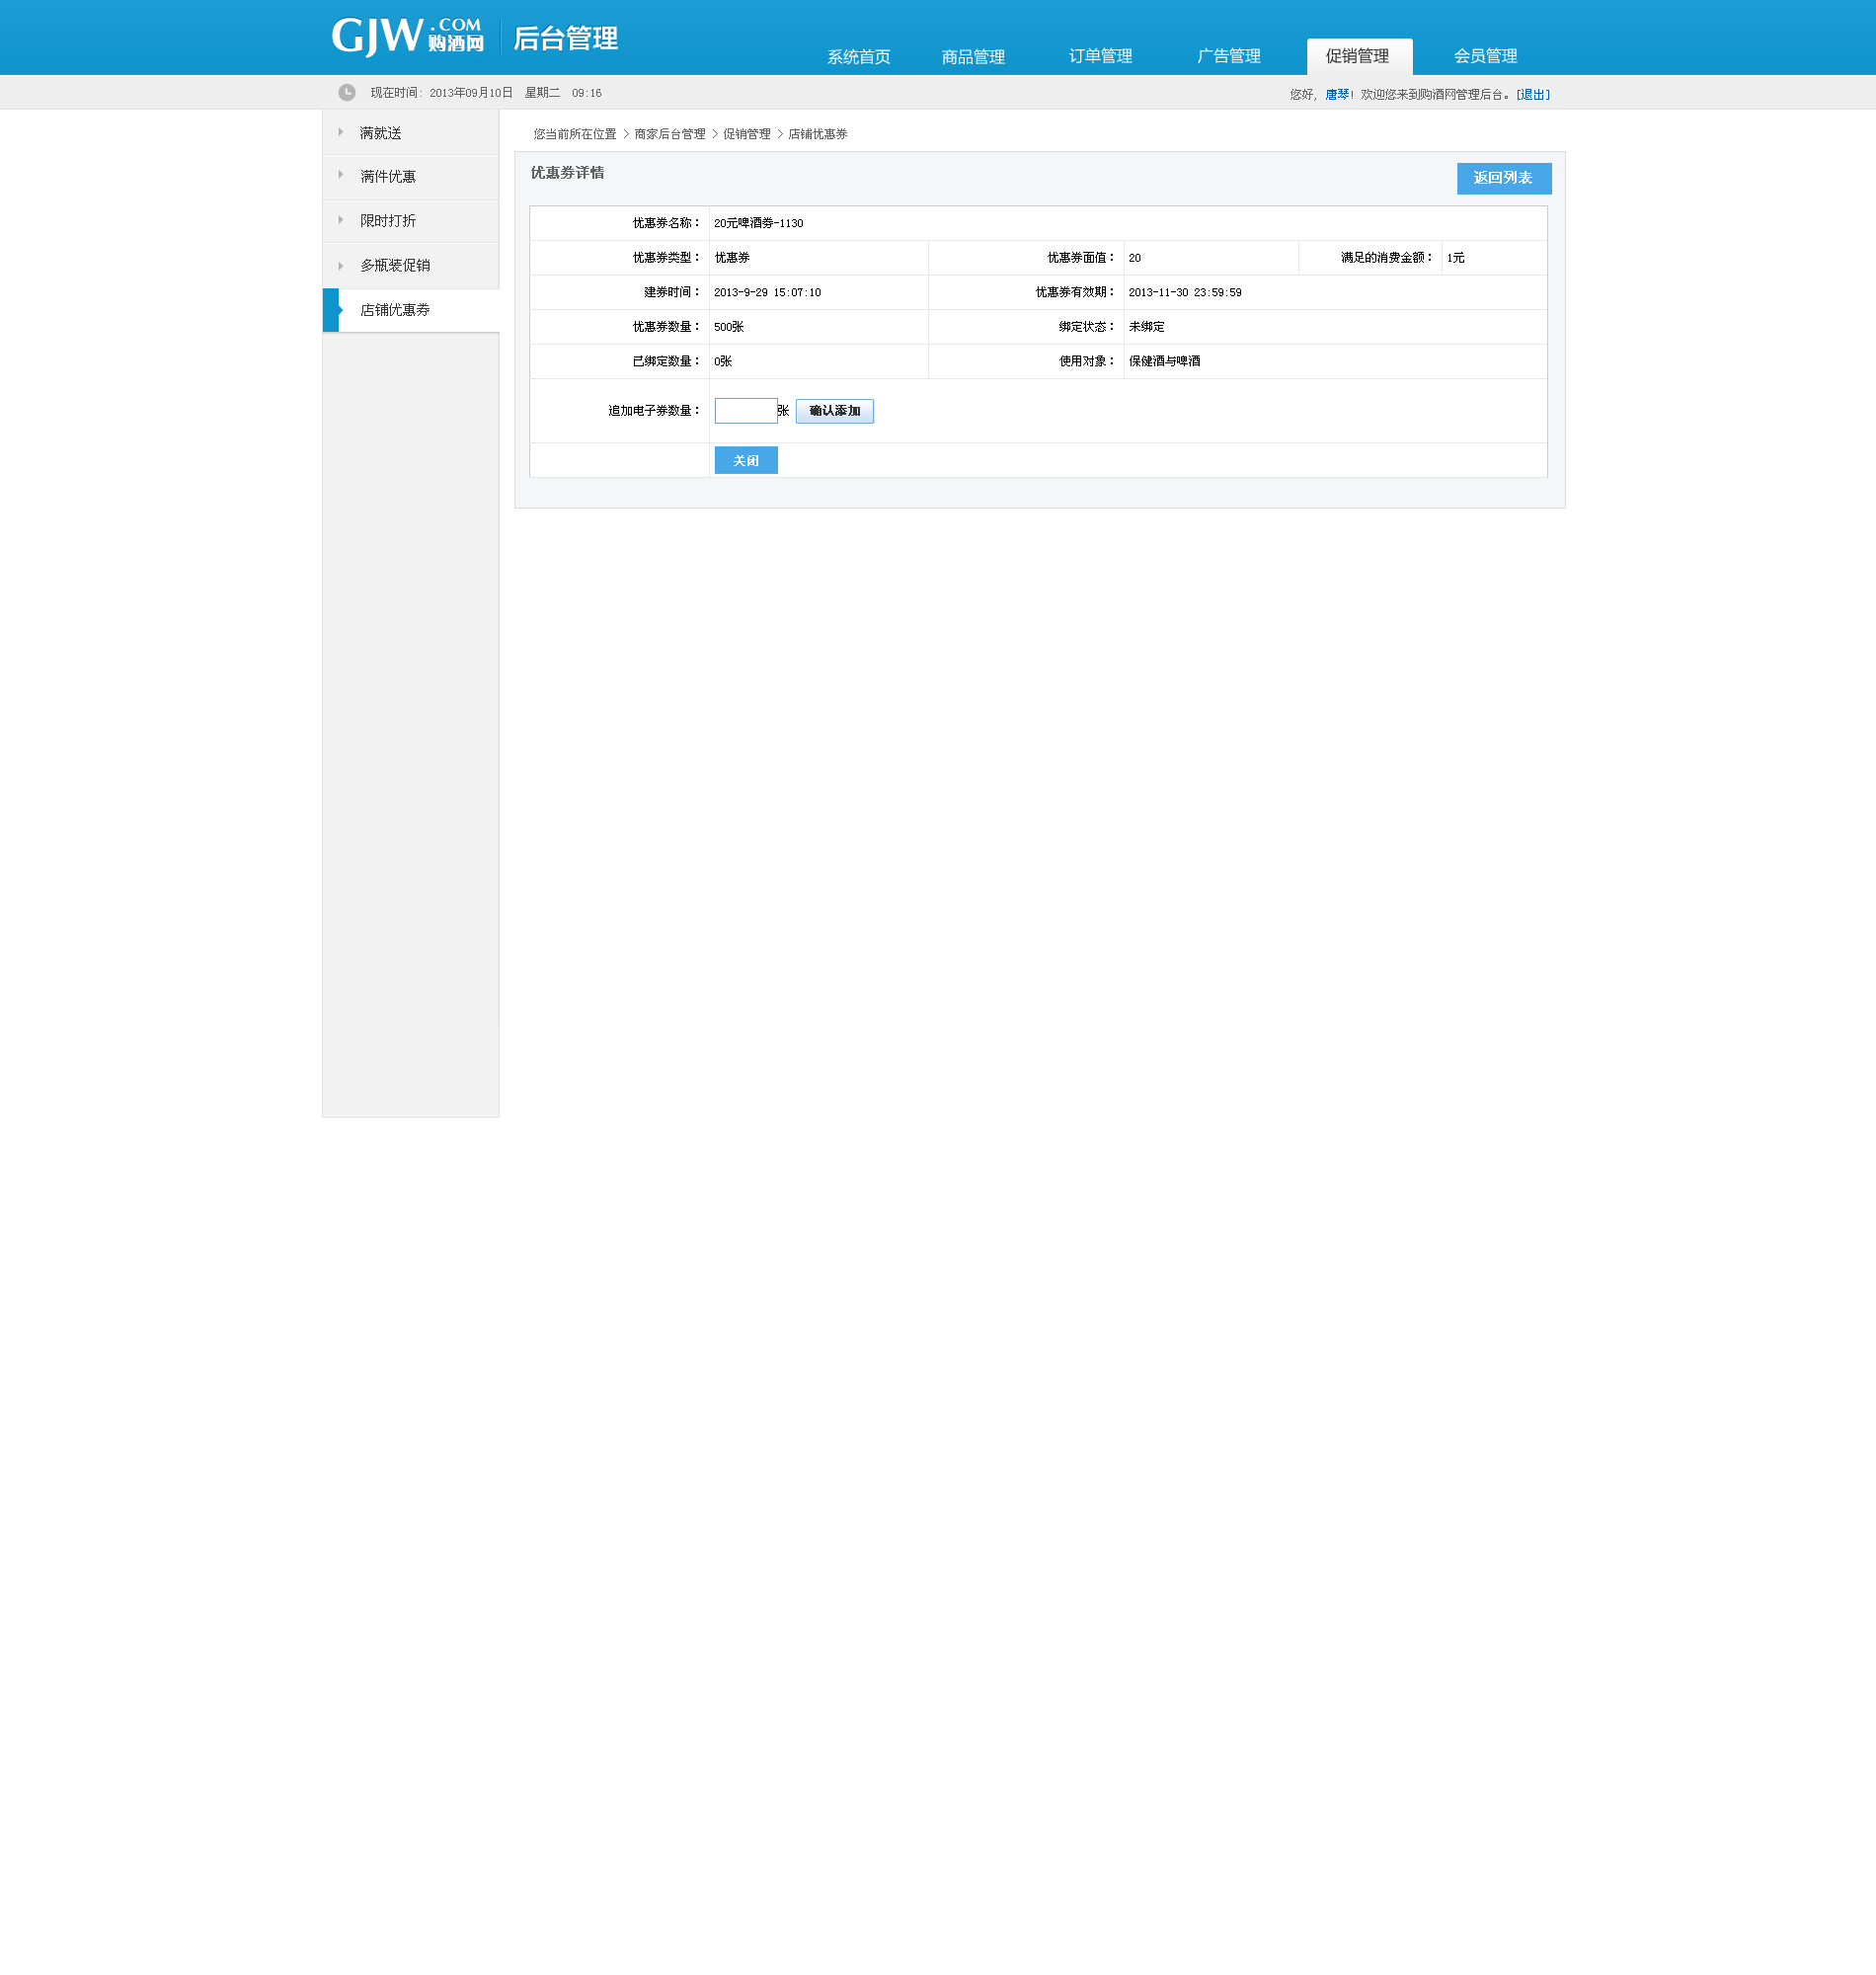 GJW.COM 购酒网 后台管理
系统首页 商品管理 订单管理 广告管理 促销管理 会员管理
现在时间：2013年09月10日 星期二 09:16
您好，唐琴！欢迎您来到购酒网管理后台。[退出]
满就送
满件优惠
限时打折
多瓶装促销
店铺优惠券
您当前所在位置 > 商家后台管理 > 促销管理 > 店铺优惠券
优惠券详情
返回列表
优惠券名称： 20元啤酒劵-1130
优惠券类型： 优惠券 优惠券面值： 20 满足的消费金额： 1元
建券时间： 2013-9-29 15:07:10 优惠券有效期： 2013-11-30 23:59:59
优惠券数量： 500张 绑定状态： 未绑定
已绑定数量： 0张 使用对象： 保健酒与啤酒
追加电子券数量： 张 确认添加
关闭